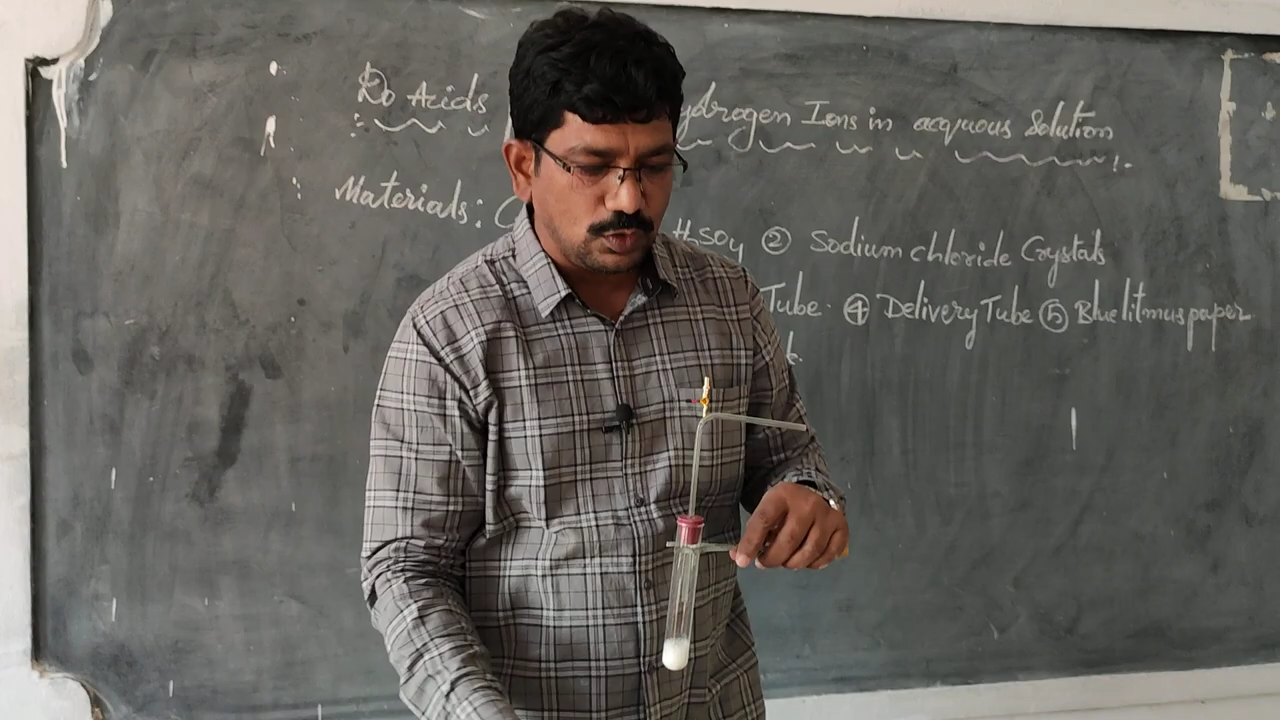 Do Acids ydrogen Ions in acquous Solution
Materials: H₂SO₄ ② Sodium chloride Crystals
Tube. ④ Delivery Tube ⑤ Blue litmus paper